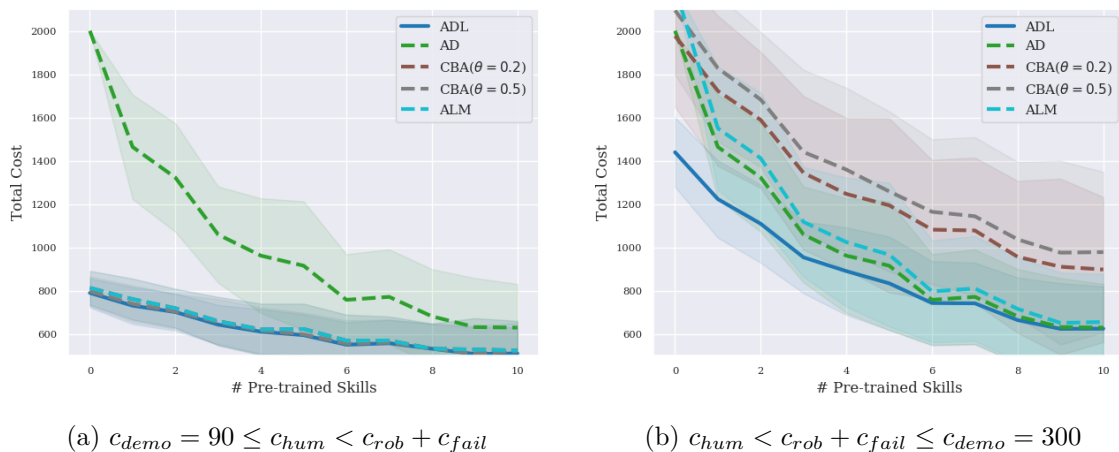 2000
1800
1600
1400
1200
1000
800
600
Total Cost
0 2 4 6 8 10
# Pre-trained Skills
ADL
AD
CBA(θ = 0.2)
CBA(θ = 0.5)
ALM
(a) c_demo = 90 ≤ c_hum < c_rob + c_fail
2000
1800
1600
1400
1200
1000
800
600
Total Cost
0 2 4 6 8 10
# Pre-trained Skills
ADL
AD
CBA(θ = 0.2)
CBA(θ = 0.5)
ALM
(b) c_hum < c_rob + c_fail ≤ c_demo = 300